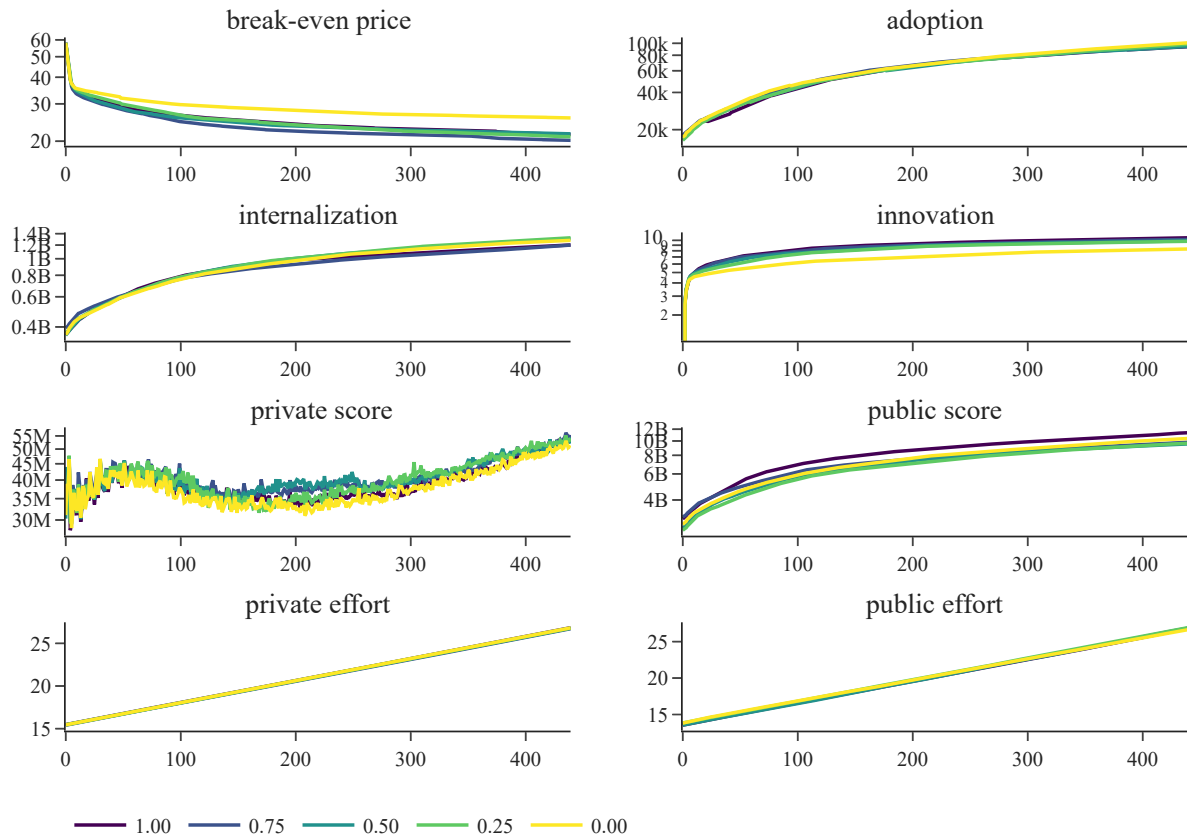 break-even price
60
50
40
30
20
0 100 200 300 400
adoption
100k
80k
60k
40k
20k
0 100 200 300 400
internalization
1.4B
1.2B
1B
0.8B
0.6B
0.4B
0 100 200 300 400
innovation
10
9
6
5
4
3
2
0 100 200 300 400
private score
55M
50M
45M
40M
35M
30M
0 100 200 300 400
public score
12B
10B
8B
6B
4B
0 100 200 300 400
private effort
25
20
15
0 100 200 300 400
public effort
25
20
15
0 100 200 300 400
1.00 0.75 0.50 0.25 0.00